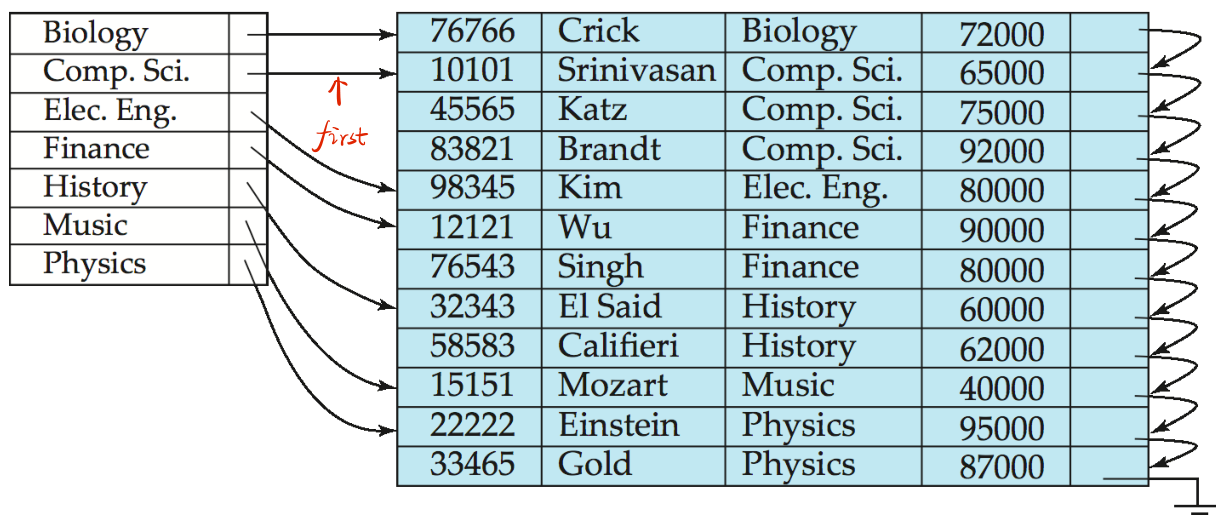 Biology 76766 Crick Biology 72000
Comp. Sci. 10101 Srinivasan Comp. Sci. 65000
Elec. Eng. 45565 Katz Comp. Sci. 75000
first
Finance 83821 Brandt Comp. Sci. 92000
History 98345 Kim Elec. Eng. 80000
Music 12121 Wu Finance 90000
Physics 76543 Singh Finance 80000
32343 El Said History 60000
58583 Califieri History 62000
15151 Mozart Music 40000
22222 Einstein Physics 95000
33465 Gold Physics 87000